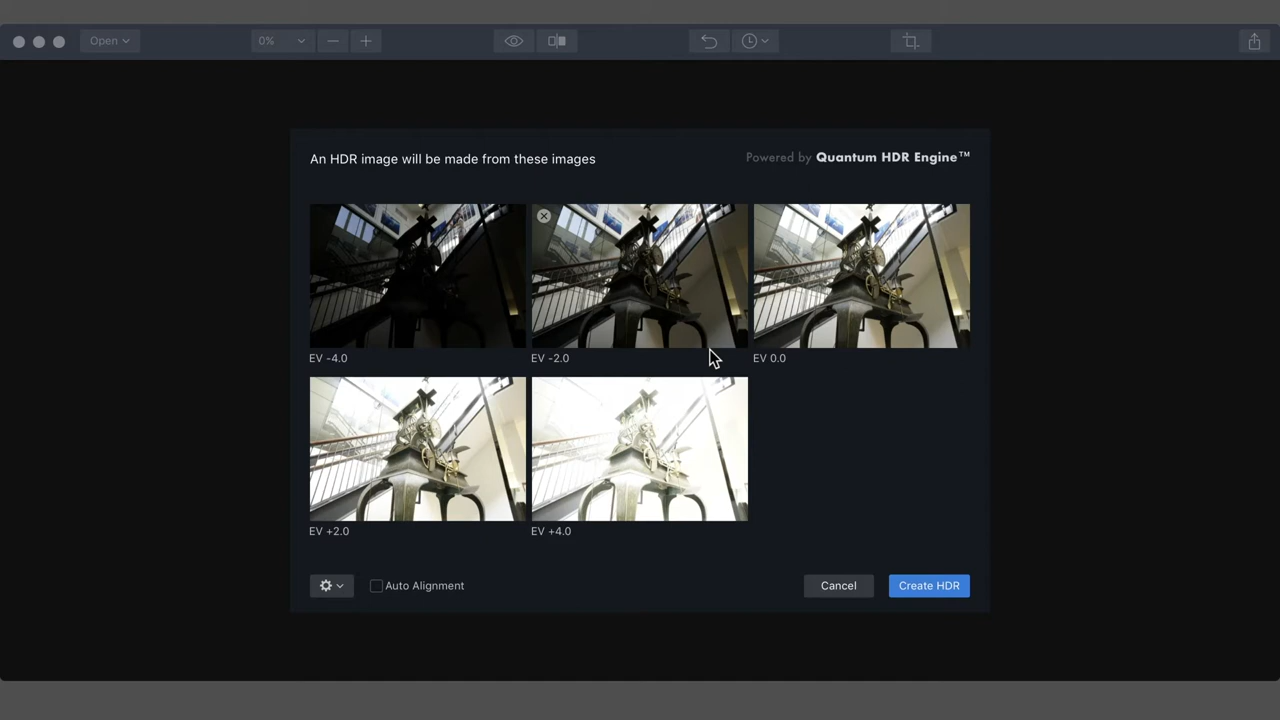 Open
0%
An HDR image will be made from these images
Powered by Quantum HDR Engine™
EV -4.0
EV -2.0
EV 0.0
EV +2.0
EV +4.0
Auto Alignment
Cancel
Create HDR